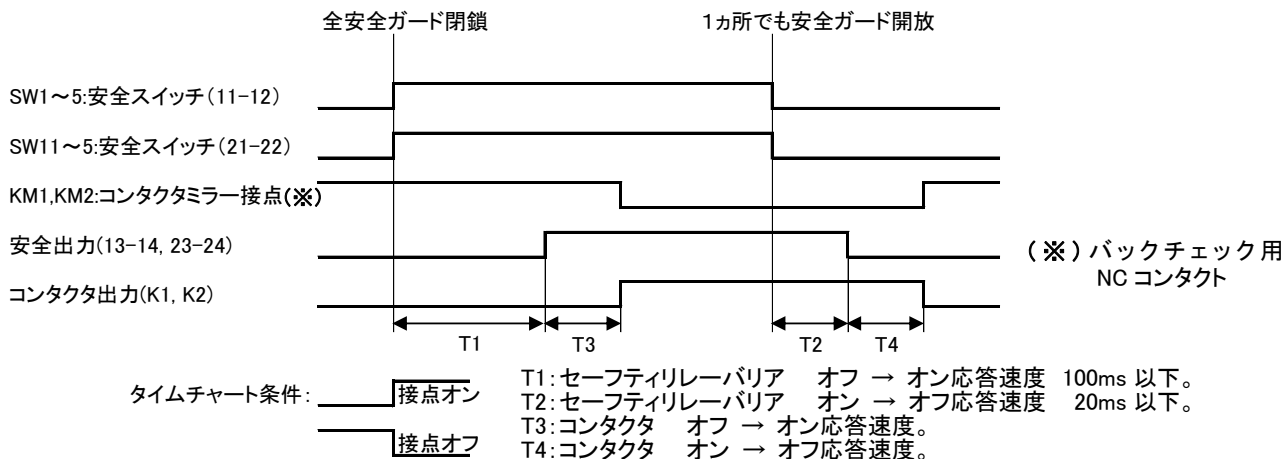 全安全ガード閉鎖
1ヵ所でも安全ガード開放
SW1～5:安全スイッチ(11-12)
SW11～5:安全スイッチ(21-22)
KM1,KM2:コンタクタミラー接点(※)
安全出力(13-14, 23-24)
(※)バックチェック用
NC コンタクト
コンタクタ出力(K1, K2)
T1 T3 T2 T4
タイムチャート条件:
接点オン
接点オフ
T1:セーフティリレーバリア オフ → オン応答速度 100ms 以下。
T2:セーフティリレーバリア オン → オフ応答速度 20ms 以下。
T3:コンタクタ オフ → オン応答速度。
T4:コンタクタ オン → オフ応答速度。